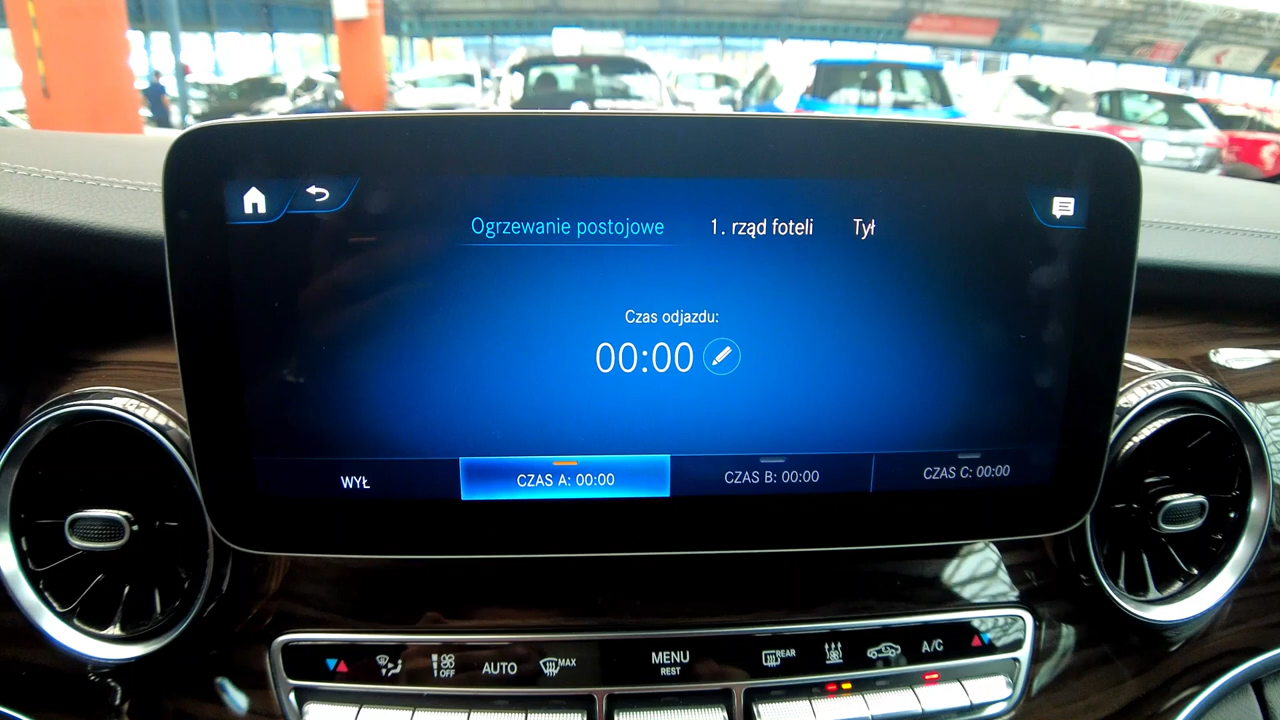 Ogrzewanie postojowe 1. rząd foteli Tył
Czas odjazdu:
00:00
WYŁ CZAS A: 00:00 CZAS B: 00:00 CZAS C: 00:00
OFF AUTO MAX MENU REST REAR A/C